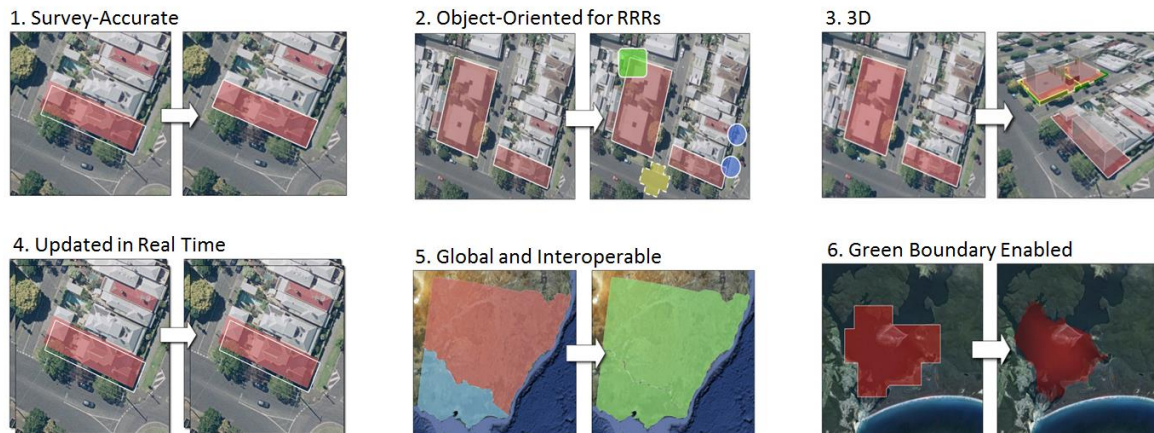 1. Survey-Accurate
2. Object-Oriented for RRRs
3. 3D
4. Updated in Real Time
5. Global and Interoperable
6. Green Boundary Enabled